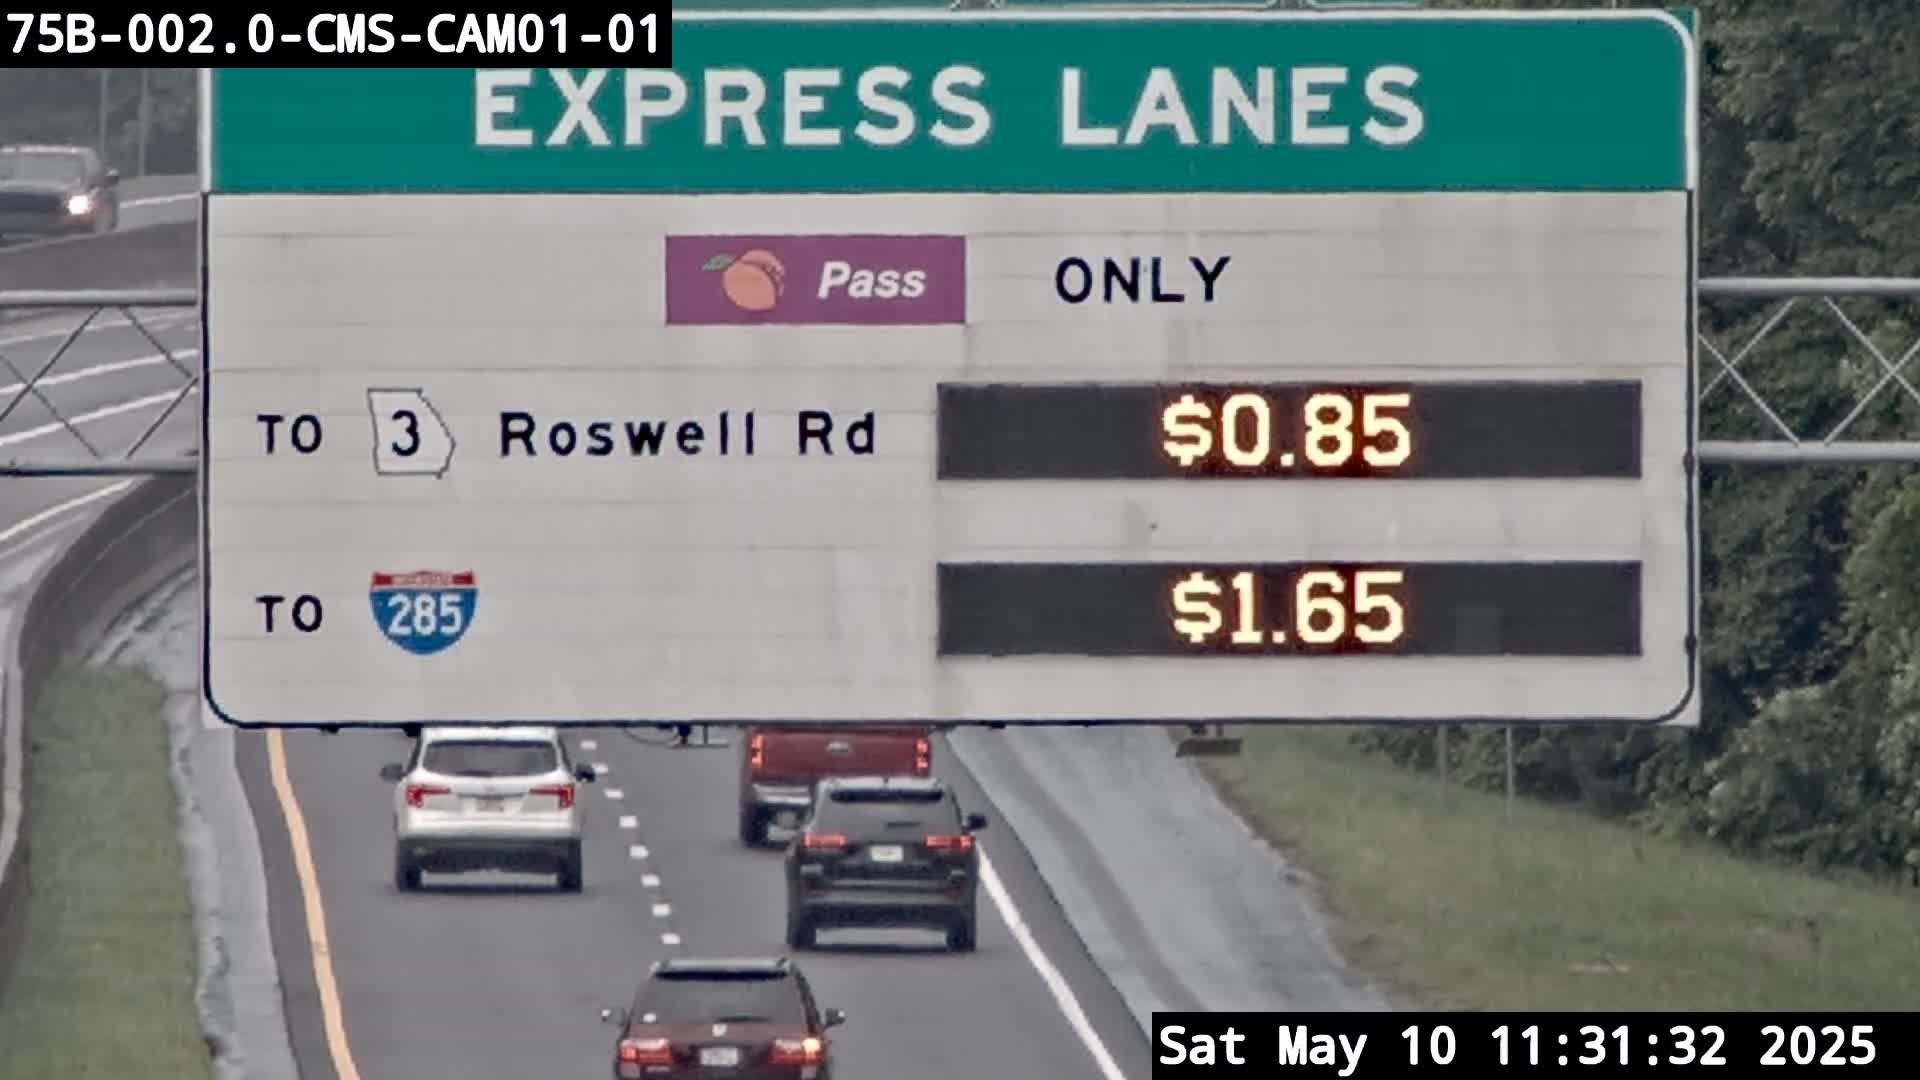 75B-002.0-CMS-CAM01-01
EXPRESS LANES
Pass ONLY
TO 3 Roswell Rd $0.85
TO INTERSTATE 285 $1.65
Sat May 10 11:31:32 2025